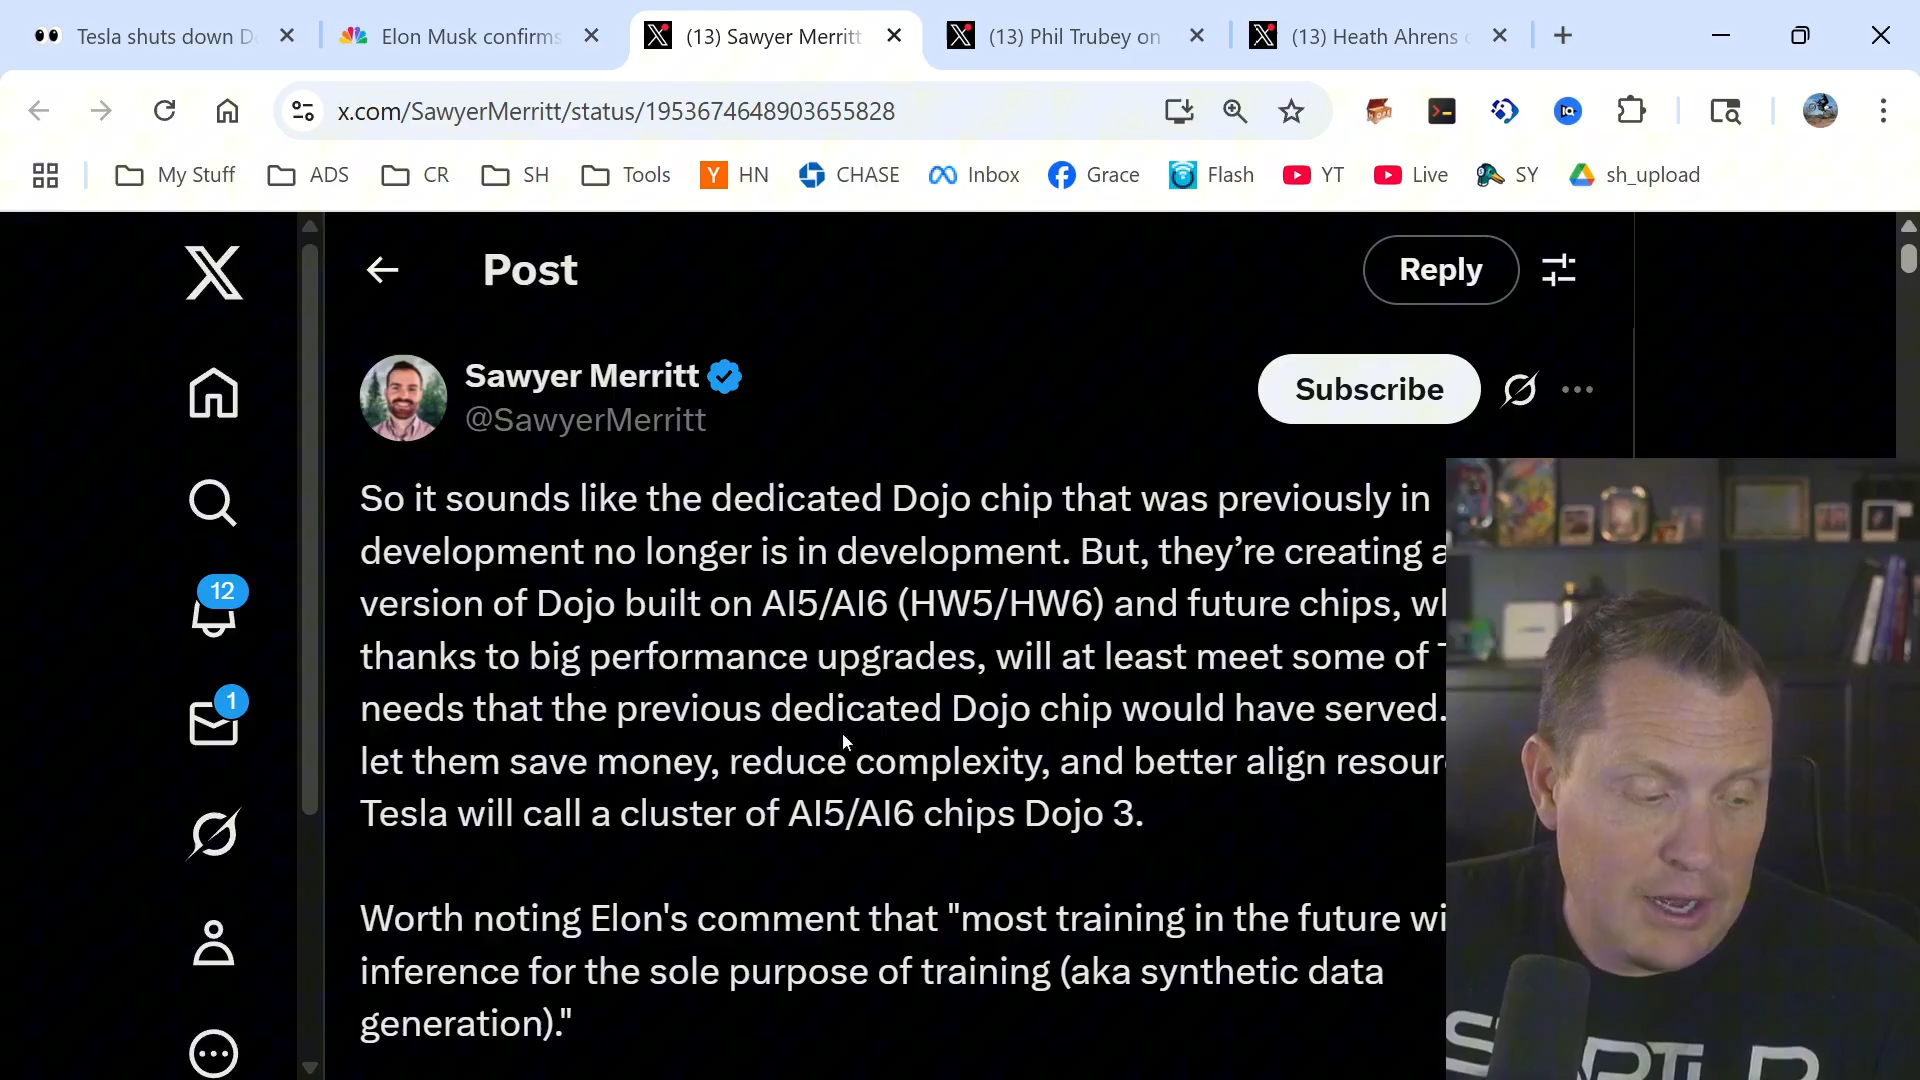 Tesla shuts down D
Elon Musk confirms
(13) Sawyer Merritt
(13) Phil Trubey on
(13) Heath Ahrens
x.com/SawyerMerritt/status/1953674648903655828
My Stuff
ADS
CR
SH
Tools
Y HN
CHASE
Inbox
Grace
Flash
YT
Live
SY
sh_upload
Post
Reply
Sawyer Merritt
@SawyerMerritt
Subscribe
12
1
So it sounds like the dedicated Dojo chip that was previously in
development no longer is in development. But, they’re creating a
version of Dojo built on AI5/AI6 (HW5/HW6) and future chips,
thanks to big performance upgrades, will at least meet some of
needs that the previous dedicated Dojo chip would have served.
let them save money, reduce complexity, and better align
Tesla will call a cluster of AI5/AI6 chips Dojo 3.
Worth noting Elon's comment that "most training in the future
inference for the sole purpose of training (aka synthetic data
generation)."